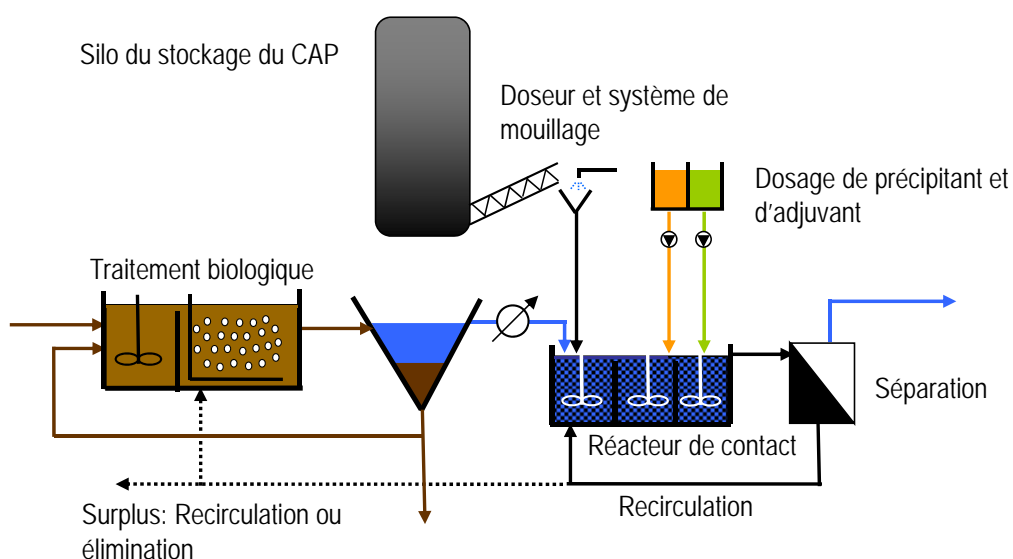 Silo du stockage du CAP
Doseur et système de
mouillage
Dosage de précipitant et
d'adjuvant
Traitement biologique
Séparation
Réacteur de contact
Recirculation
Surplus: Recirculation ou
élimination